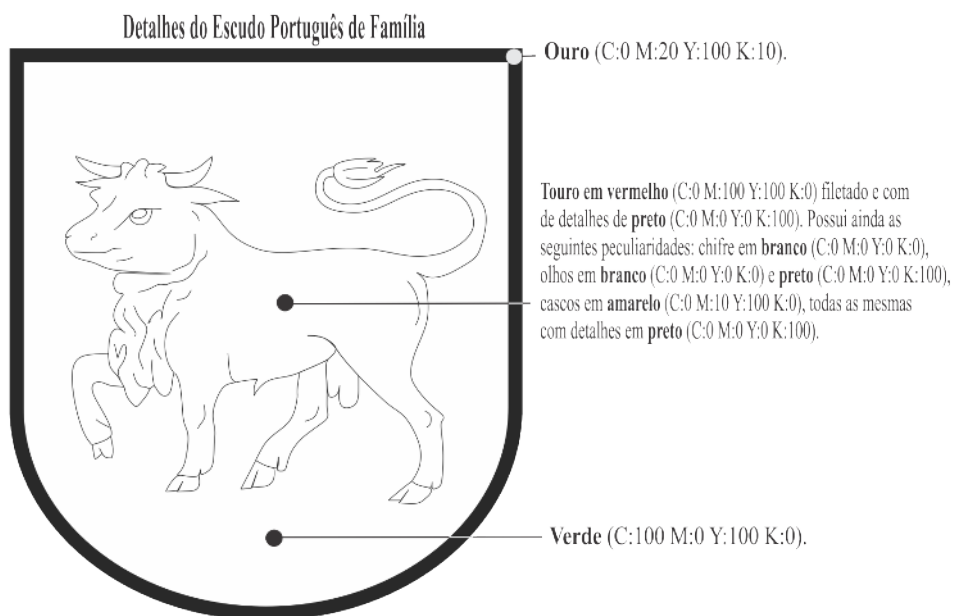 Detalhes do Escudo Português de Família
Ouro (C:0 M:20 Y:100 K:10).
Touro em vermelho (C:0 M:100 Y:100 K:0) filetado e com
de detalhes de preto (C:0 M:0 Y:0 K:100). Possui ainda as
seguintes peculiaridades: chifre em branco (C:0 M:0 Y:0 K:0),
olhos em branco (C:0 M:0 Y:0 K:0) e preto (C:0 M:0 Y:0 K:100),
cascos em amarelo (C:0 M:10 Y:100 K:0), todas as mesmas
com detalhes em preto (C:0 M:0 Y:0 K:100).
Verde (C:100 M:0 Y:100 K:0).